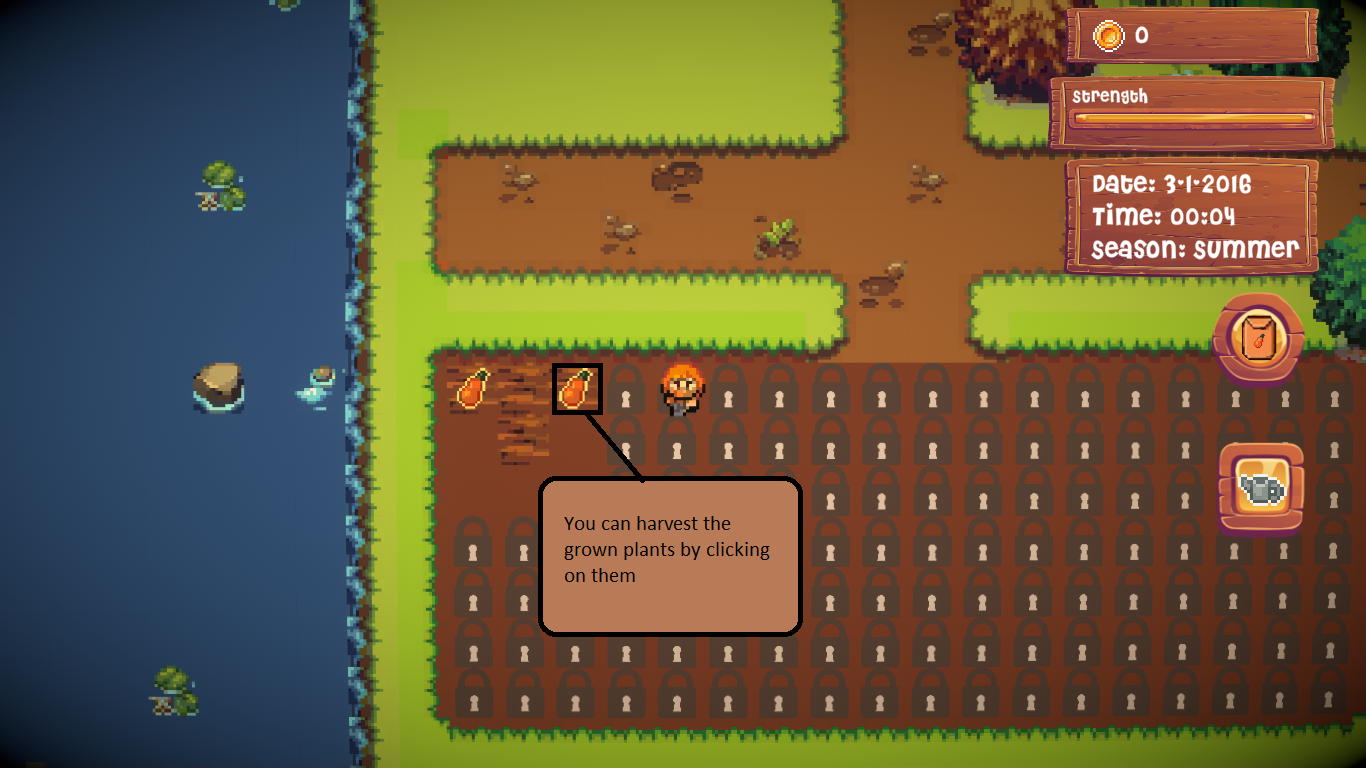 0
Strength
Date: 3-1-2016
Time: 00:04
Season: Summer
You can harvest the
grown plants by clicking
on them